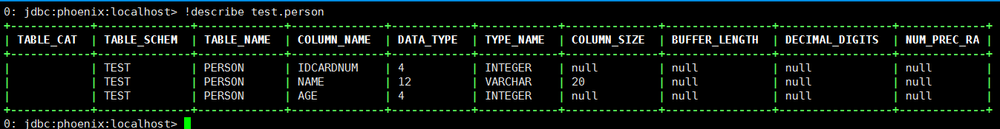 0: jdbc:phoenix:localhost> !describe test.person
+------------+--------------+-------------+--------------+------------+------------+--------------+----------------+-----------------+------------+
| TABLE_CAT | TABLE_SCHEM | TABLE_NAME | COLUMN_NAME | DATA_TYPE | TYPE_NAME | COLUMN_SIZE | BUFFER_LENGTH | DECIMAL_DIGITS | NUM_PREC_RA |
+------------+--------------+-------------+--------------+------------+------------+--------------+----------------+-----------------+------------+
| | TEST | PERSON | IDCARDNUM | 4 | INTEGER | null | null | null | null |
| | TEST | PERSON | NAME | 12 | VARCHAR | 20 | null | null | null |
| | TEST | PERSON | AGE | 4 | INTEGER | null | null | null | null |
+------------+--------------+-------------+--------------+------------+------------+--------------+----------------+-----------------+------------+
0: jdbc:phoenix:localhost>